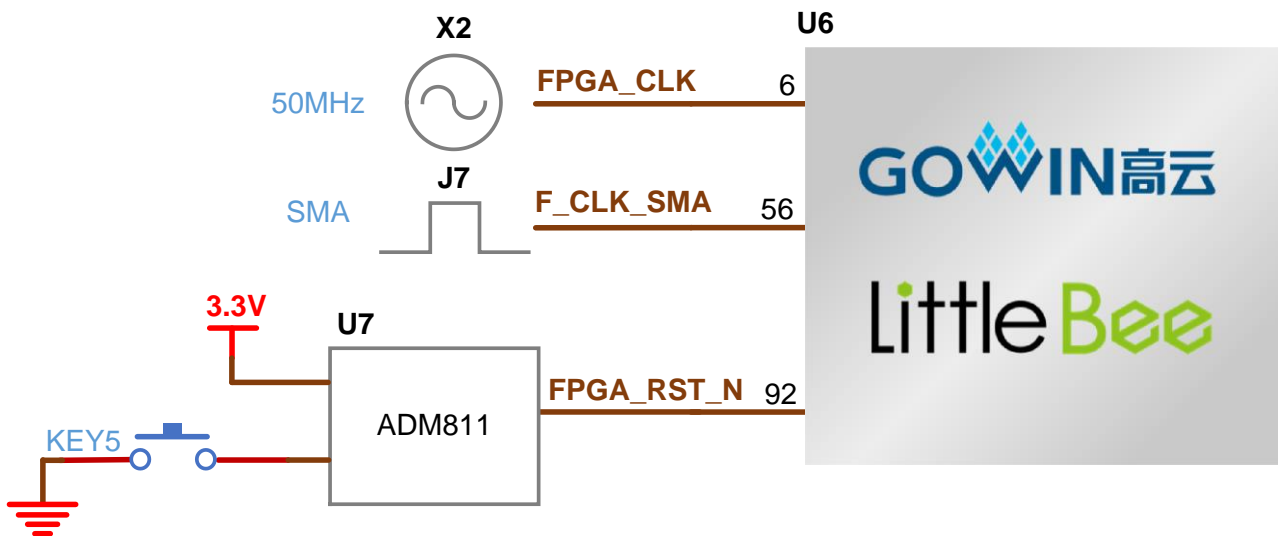 X2
U6
50MHz
FPGA_CLK
6
J7
SMA
F_CLK_SMA
56
GOWIN高云
LittleBee
3.3V
U7
ADM811
FPGA_RST_N
92
KEY5